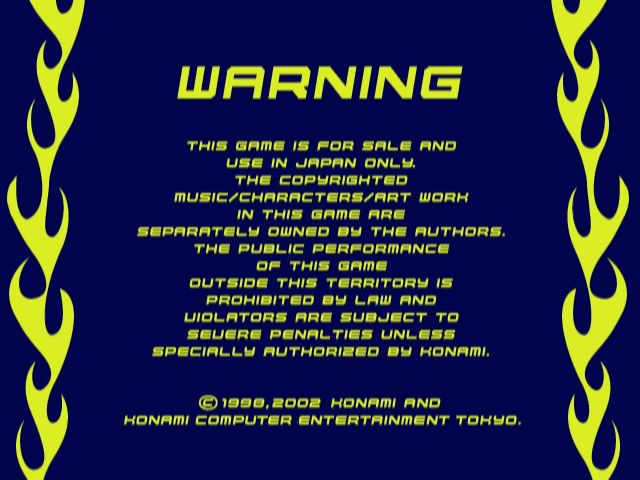 WARNING
THIS GAME IS FOR SALE AND
USE IN JAPAN ONLY.
THE COPYRIGHTED
MUSIC/CHARACTERS/ART WORK
IN THIS GAME ARE
SEPARATELY OWNED BY THE AUTHORS.
THE PUBLIC PERFORMANCE
OF THIS GAME
OUTSIDE THIS TERRITORY IS
PROHIBITED BY LAW AND
VIOLATORS ARE SUBJECT TO
SEVERE PENALTIES UNLESS
SPECIALLY AUTHORIZED BY KONAMI.
©1998,2002 KONAMI AND
KONAMI COMPUTER ENTERTAINMENT TOKYO.